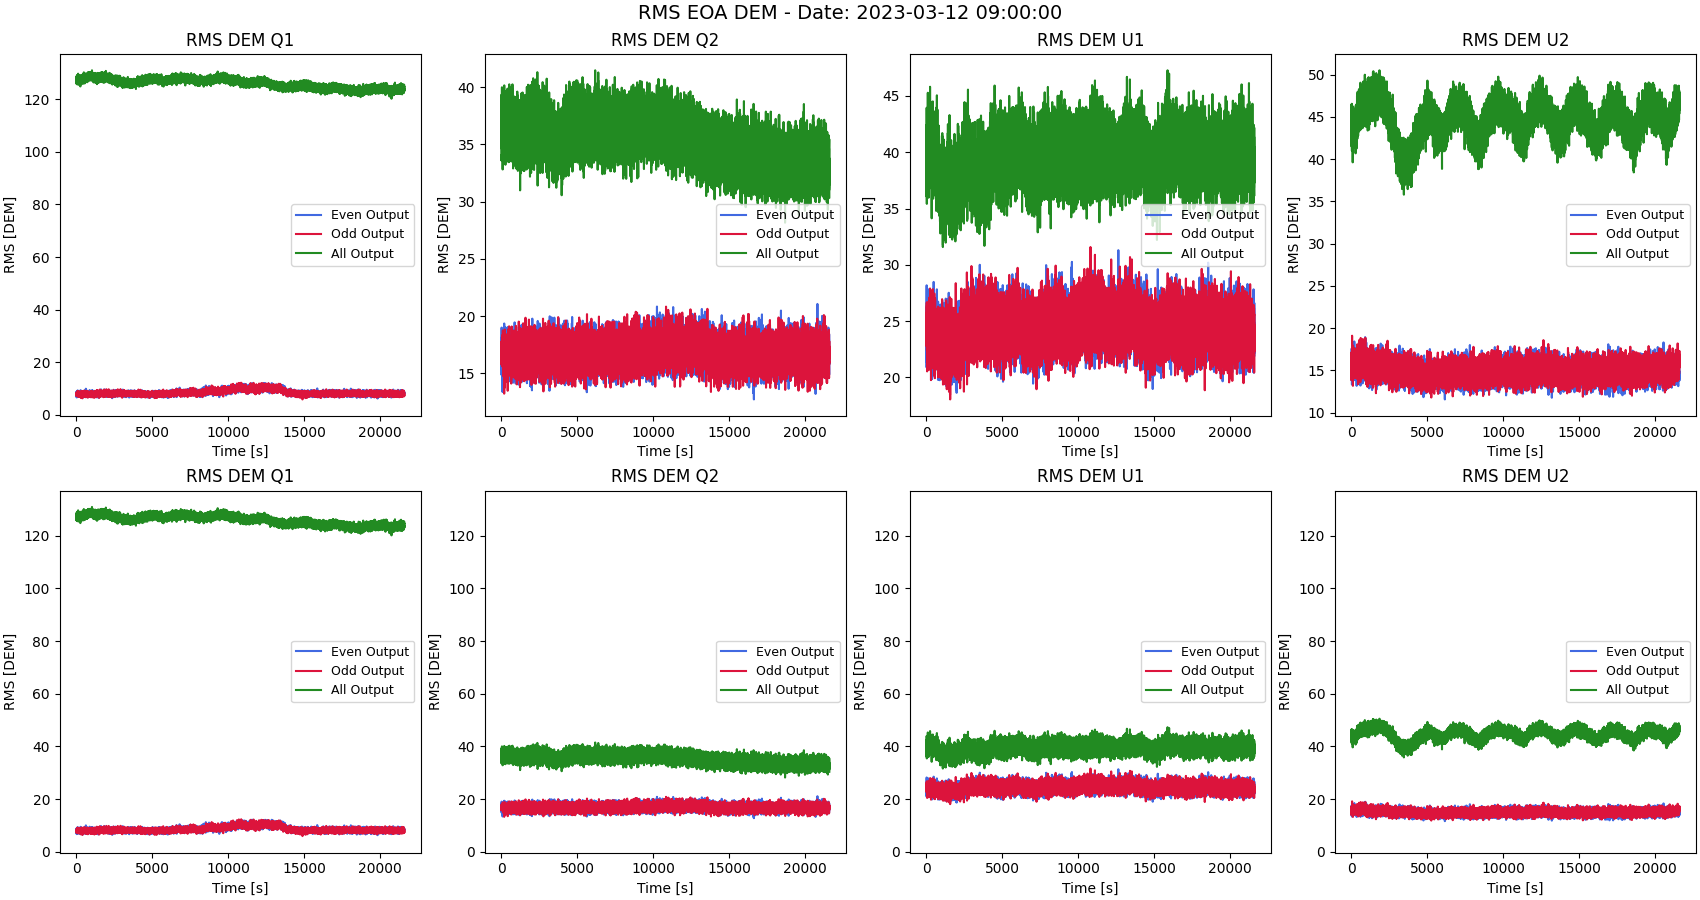 RMS EOA DEM - Date: 2023-03-12 09:00:00
RMS DEM Q1
RMS [DEM]
120
100
80
60
40
20
0
0 5000 10000 15000 20000
Time [s]
Even Output
Odd Output
All Output
RMS DEM Q2
RMS [DEM]
40
35
30
25
20
15
0 5000 10000 15000 20000
Time [s]
Even Output
Odd Output
All Output
RMS DEM U1
RMS [DEM]
45
40
35
30
25
20
0 5000 10000 15000 20000
Time [s]
Even Output
Odd Output
All Output
RMS DEM U2
RMS [DEM]
50
45
40
35
30
25
20
15
10
0 5000 10000 15000 20000
Time [s]
Even Output
Odd Output
All Output
RMS DEM Q1
RMS [DEM]
120
100
80
60
40
20
0
0 5000 10000 15000 20000
Time [s]
Even Output
Odd Output
All Output
RMS DEM Q2
RMS [DEM]
120
100
80
60
40
20
0
0 5000 10000 15000 20000
Time [s]
Even Output
Odd Output
All Output
RMS DEM U1
RMS [DEM]
120
100
80
60
40
20
0
0 5000 10000 15000 20000
Time [s]
Even Output
Odd Output
All Output
RMS DEM U2
RMS [DEM]
120
100
80
60
40
20
0
0 5000 10000 15000 20000
Time [s]
Even Output
Odd Output
All Output